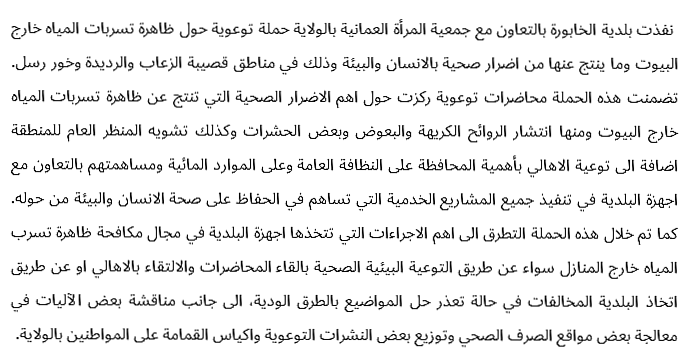 نفذت بلدية الخابورة بالتعاون مع جمعية المرأة العمانية بالولاية حملة توعوية حول ظاهرة تسربات المياه خارج
البيوت وما ينتج عنها من اضرار صحية بالانسان والبيئة وذلك في مناطق قصيبة الزعاب والرديدة وخور رسل.
تضمنت هذه الحملة محاضرات توعوية ركزت حول اهم الاضرار الصحية التي تنتج عن ظاهرة تسربات المياه
خارج البيوت ومنها انتشار الروائح الكريهة والبعوض وبعض الحشرات وكذلك تشويه المنظر العام للمنطقة
اضافة الى توعية الاهالي بأهمية المحافظة على النظافة العامة وعلى الموارد المائية ومساهمتهم بالتعاون مع
اجهزة البلدية في تنفيذ جميع المشاريع الخدمية التي تساهم في الحفاظ على صحة الانسان والبيئة من حوله.
كما تم خلال هذه الحملة التطرق الى اهم الاجراءات التي تتخذها اجهزة البلدية في مجال مكافحة ظاهرة تسرب
المياه خارج المنازل سواء عن طريق التوعية البيئية الصحية بالقاء المحاضرات والالتقاء بالاهالي او عن طريق
اتخاذ البلدية المخالفات في حالة تعذر حل المواضيع بالطرق الودية، الى جانب مناقشة بعض الآليات في
معالجة بعض مواقع الصرف الصحي وتوزيع بعض النشرات التوعوية واكياس القمامة على المواطنين بالولاية.